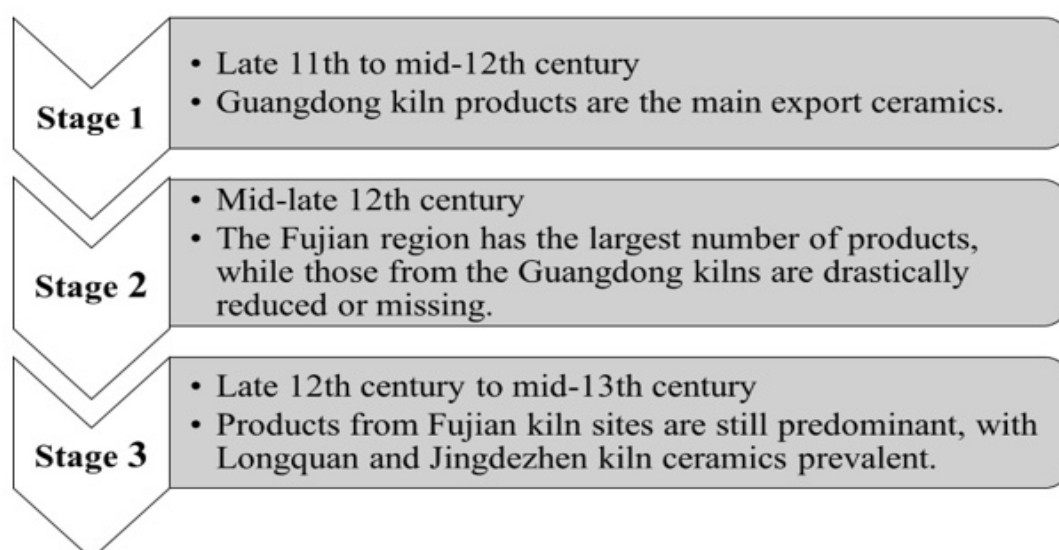 Stage 1
• Late 11th to mid-12th century
• Guangdong kiln products are the main export ceramics.
Stage 2
• Mid-late 12th century
• The Fujian region has the largest number of products,
while those from the Guangdong kilns are drastically
reduced or missing.
Stage 3
• Late 12th century to mid-13th century
• Products from Fujian kiln sites are still predominant, with
Longquan and Jingdezhen kiln ceramics prevalent.